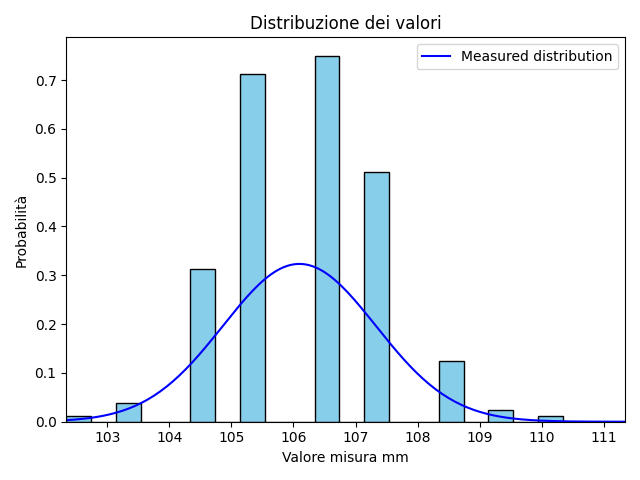 Distribuzione dei valori
Measured distribution
Probabilità
0.7
0.6
0.5
0.4
0.3
0.2
0.1
0.0
103 104 105 106 107 108 109 110 111
Valore misura mm